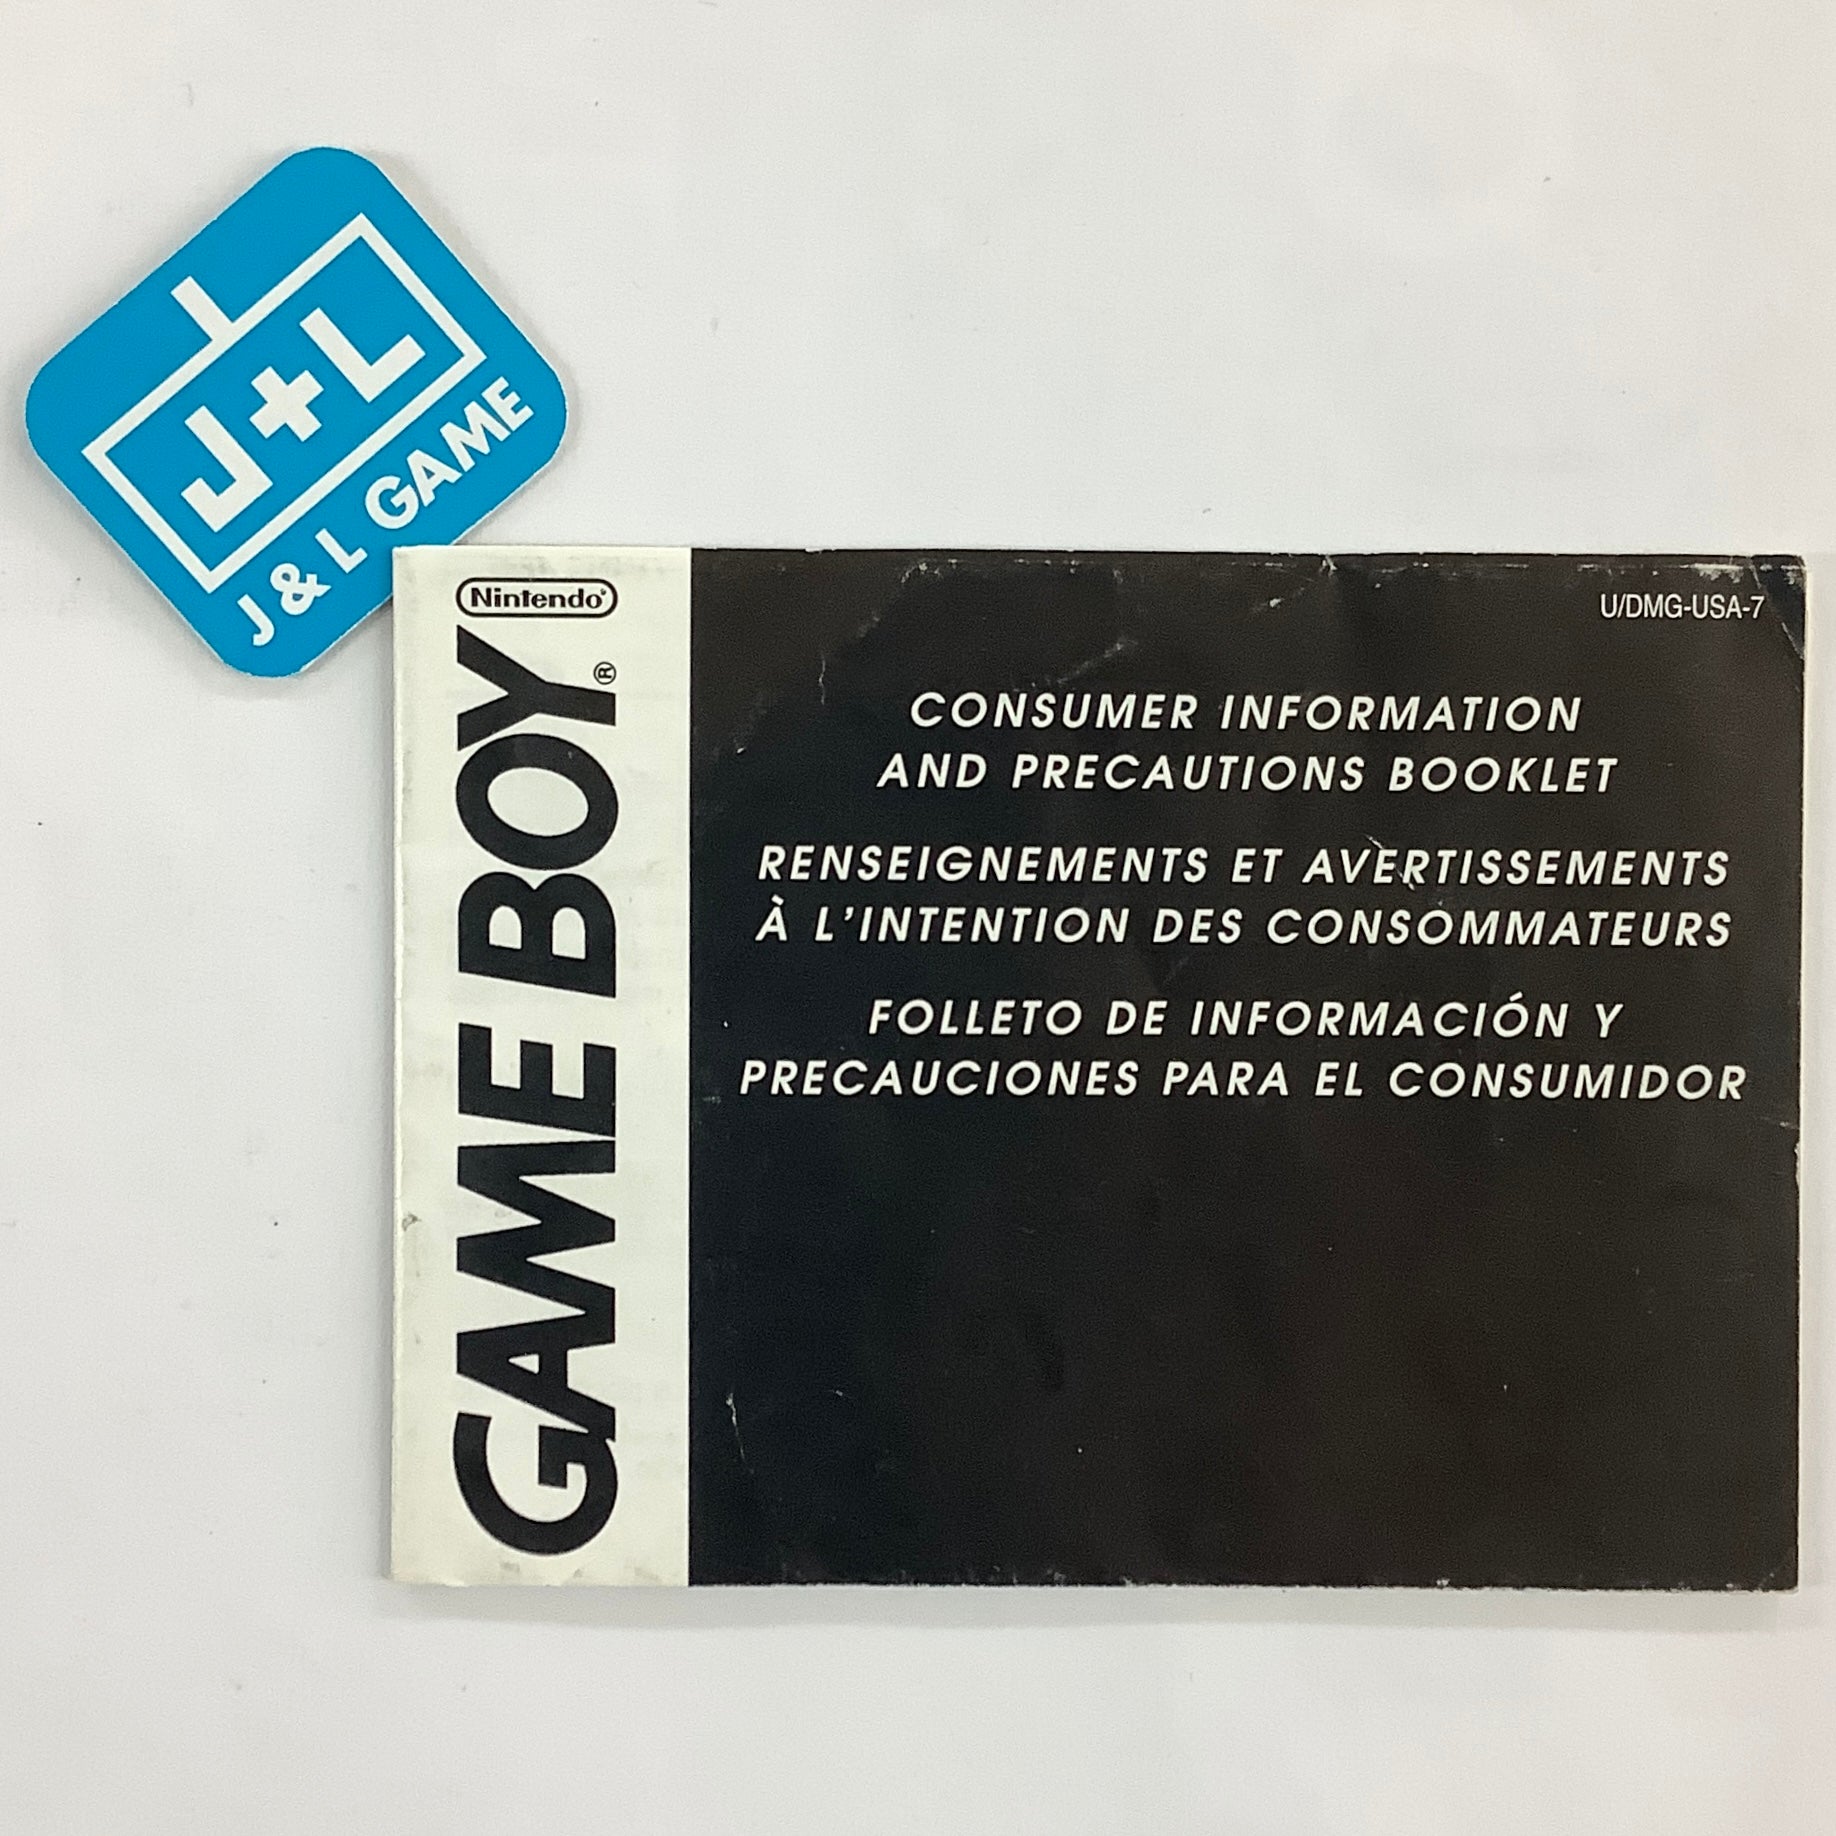 J+L
J & L GAME
Nintendo®
GAME BOY®
U/DMG-USA-7
CONSUMER INFORMATION
AND PRECAUTIONS BOOKLET
RENSEIGNEMENTS ET AVERTISSEMENTS
À L'INTENTION DES CONSOMMATEURS
FOLLETO DE INFORMACIÓN Y
PRECAUCIONES PARA EL CONSUMIDOR